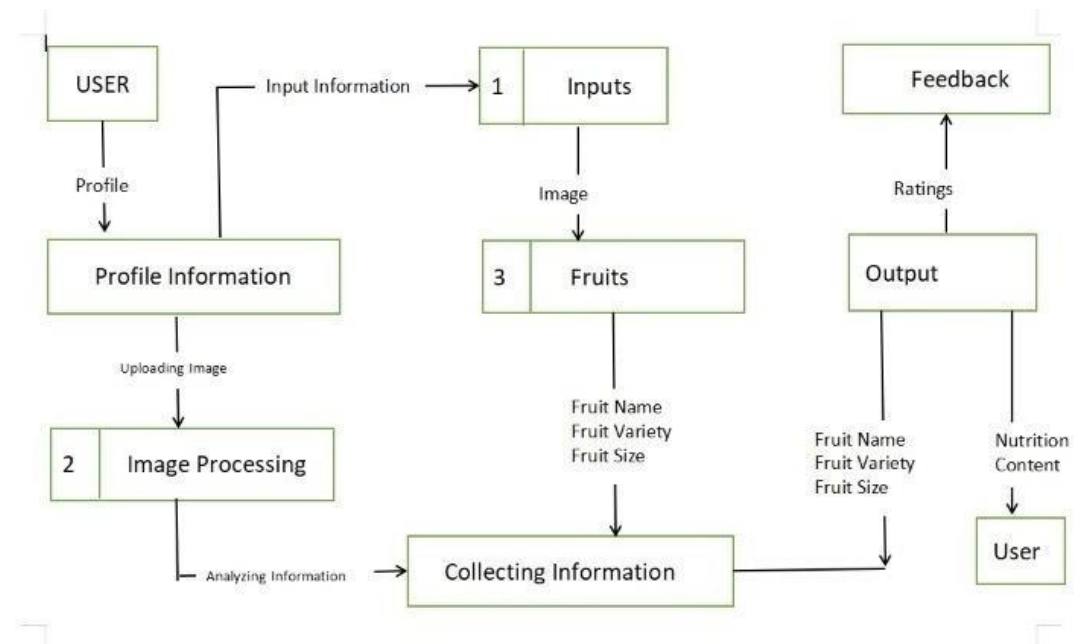 USER
Input Information
1
Inputs
Feedback
Profile
Image
Ratings
Profile Information
3
Fruits
Output
Uploading Image
Fruit Name
Fruit Variety
Fruit Size
Fruit Name
Fruit Variety
Fruit Size
Nutrition
Content
2
Image Processing
User
Analyzing Information
Collecting Information